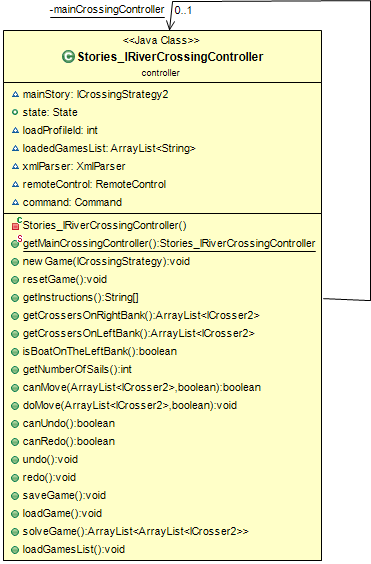 -mainCrossingController
0..1
<<Java Class>>
Stories_IRiverCrossingController
controller
mainStory: ICrossingStrategy2
state: State
loadProfileId: int
loadedGamesList: ArrayList<String>
xmlParser: XmlParser
remoteControl: RemoteControl
command: Command
Stories_IRiverCrossingController()
getMainCrossingController():Stories_IRiverCrossingController
newGame(ICrossingStrategy):void
resetGame():void
getInstructions():String[]
getCrossersOnRightBank():ArrayList<ICrosser2>
getCrossersOnLeftBank():ArrayList<ICrosser2>
isBoatOnTheLeftBank():boolean
getNumberOfSails():int
canMove(ArrayList<ICrosser2>,boolean):boolean
doMove(ArrayList<ICrosser2>,boolean):void
canUndo():boolean
canRedo():boolean
undo():void
redo():void
saveGame():void
loadGame():void
solveGame():ArrayList<ArrayList<ICrosser2>>
loadGamesList():void